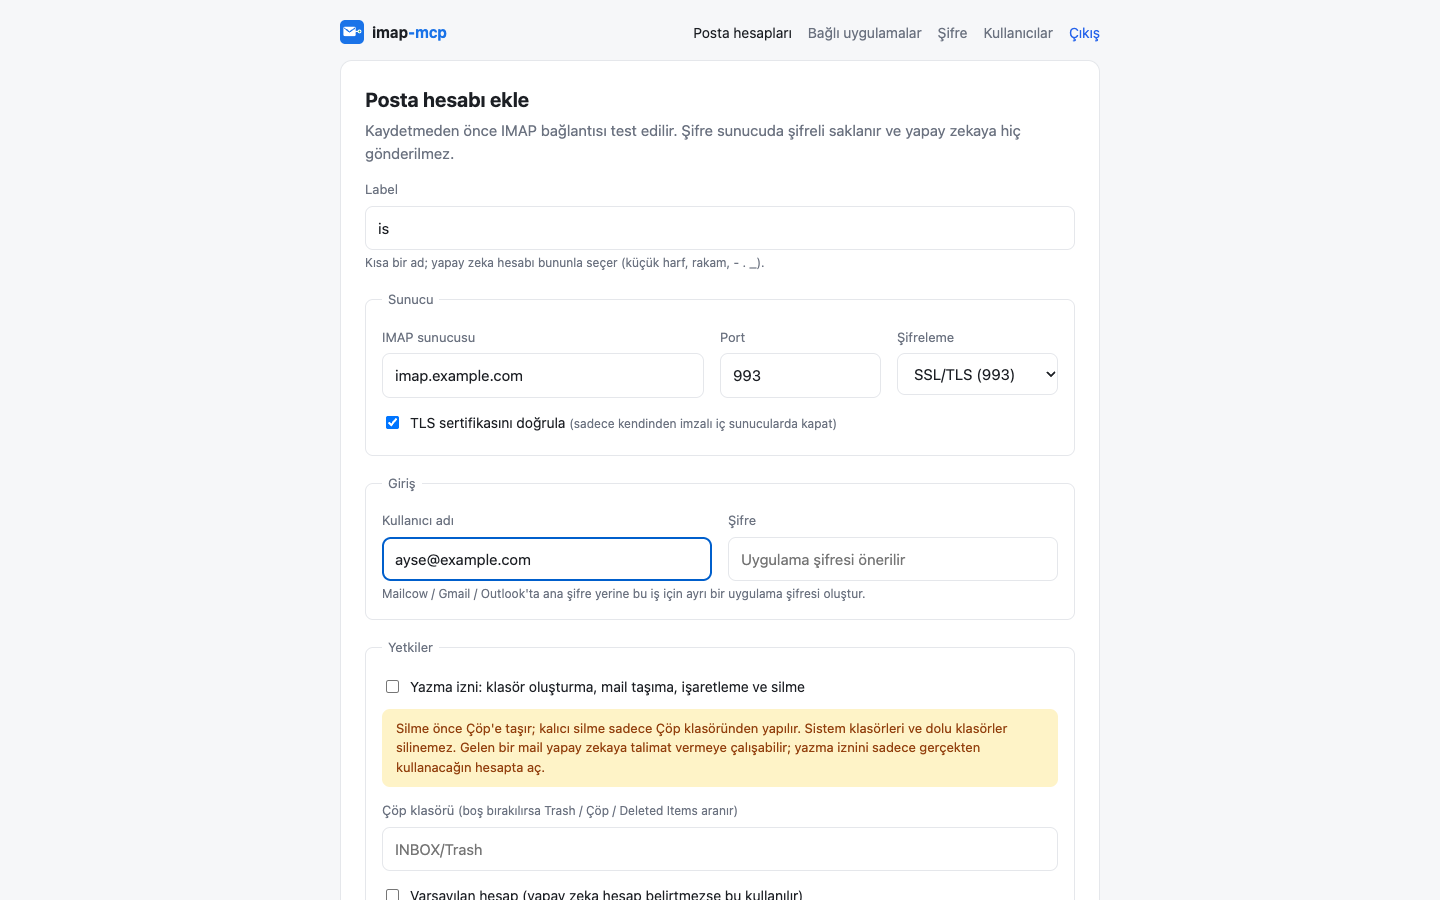 imap-mcp
Posta hesapları
Bağlı uygulamalar
Şifre
Kullanıcılar
Çıkış
Posta hesabı ekle
Kaydetmeden önce IMAP bağlantısı test edilir. Şifre sunucuda şifreli saklanır ve yapay zekaya hiç
gönderilmez.
Label
is
Kısa bir ad; yapay zeka hesabı bununla seçer (küçük harf, rakam, - . _).
Sunucu
IMAP sunucusu
Port
Şifreleme
imap.example.com
993
SSL/TLS (993)
TLS sertifikasını doğrula (sadece kendinden imzalı iç sunucularda kapat)
Giriş
Kullanıcı adı
Şifre
ayse@example.com
Uygulama şifresi önerilir
Mailcow / Gmail / Outlook'ta ana şifre yerine bu iş için ayrı bir uygulama şifresi oluştur.
Yetkiler
Yazma izni: klasör oluşturma, mail taşıma, işaretleme ve silme
Silme önce Çöp'e taşır; kalıcı silme sadece Çöp klasöründen yapılır. Sistem klasörleri ve dolu klasörler
silinemez. Gelen bir mail yapay zekaya talimat vermeye çalışabilir; yazma iznini sadece gerçekten
kullanacağın hesapta aç.
Çöp klasörü (boş bırakılırsa Trash / Çöp / Deleted Items aranır)
INBOX/Trash
Varsayılan hesap (yapay zeka hesap belirtmezse bu kullanılır)